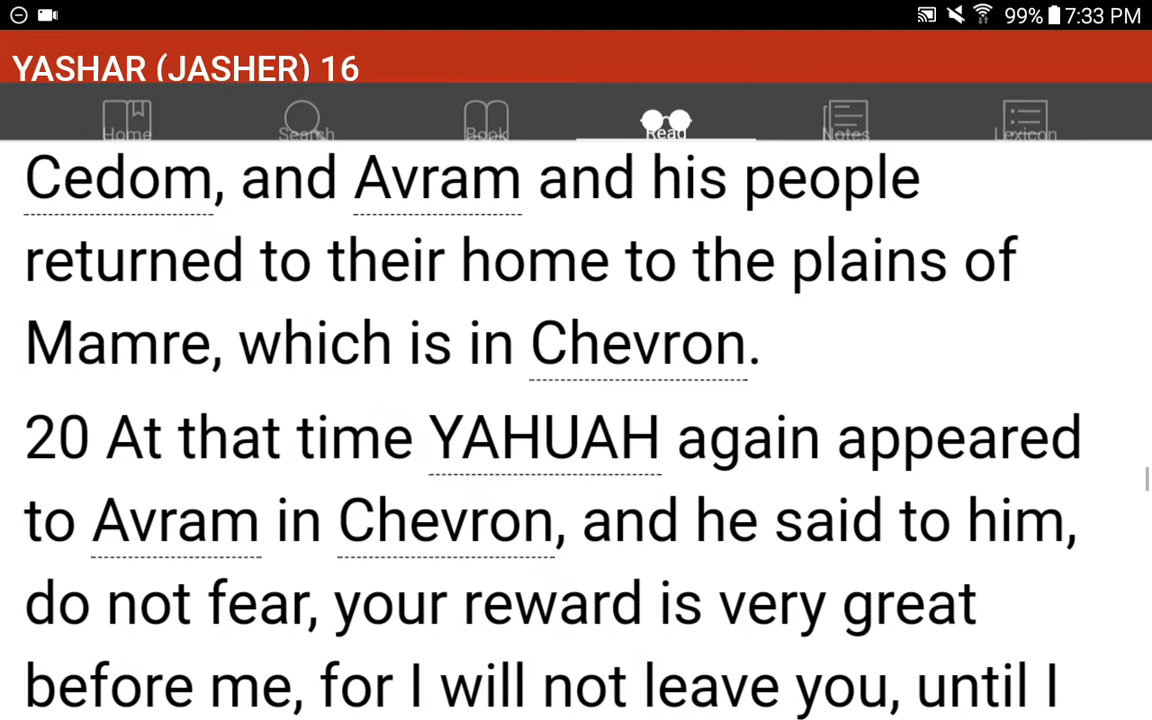 99% 7:33 PM
YASHAR (JASHER) 16
Home Search Book Read Notes Lexicon
Cedom, and Avram and his people
returned to their home to the plains of
Mamre, which is in Chevron.
20 At that time YAHUAH again appeared
to Avram in Chevron, and he said to him,
do not fear, your reward is very great
before me, for I will not leave you, until I